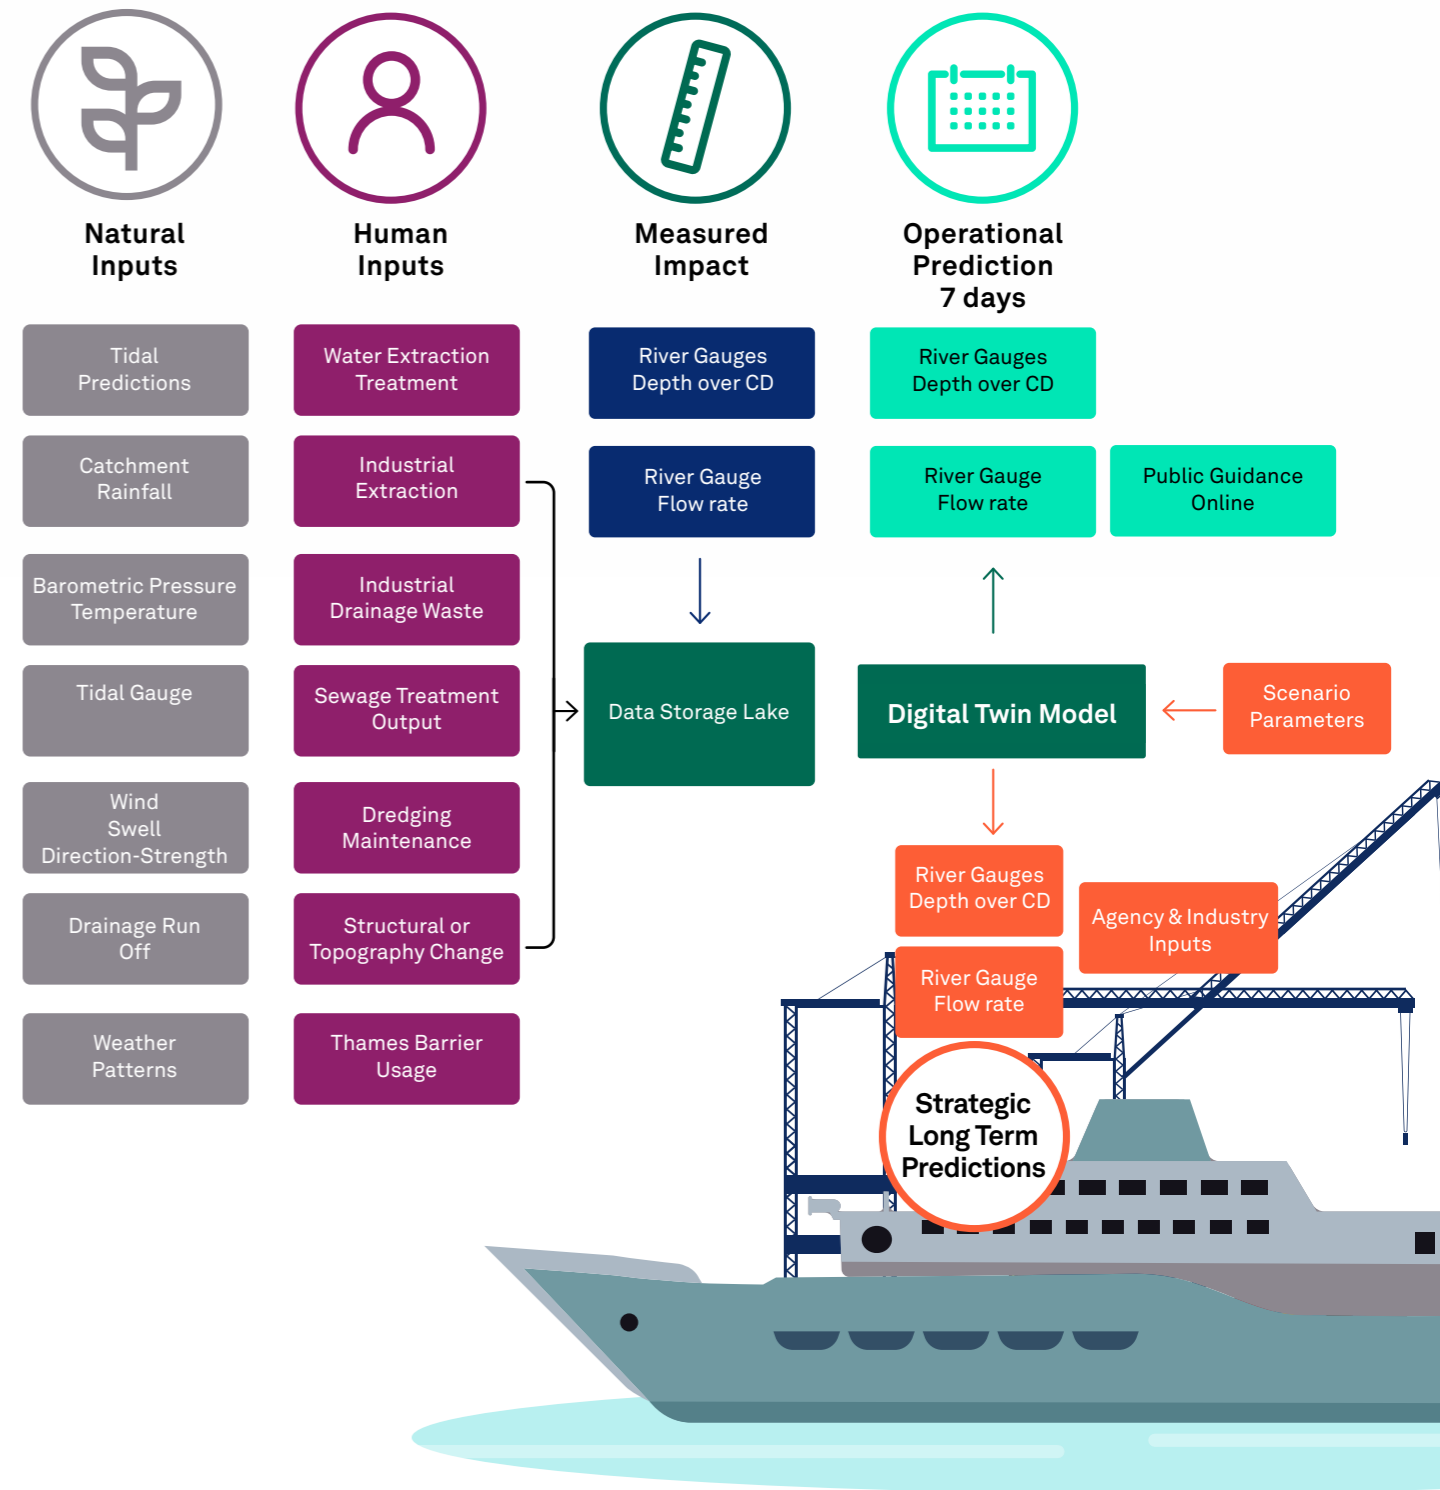 Natural
Inputs
Human
Inputs
Measured
Impact
Operational
Prediction
7 days
Tidal
Predictions
Catchment
Rainfall
Barometric Pressure
Temperature
Tidal Gauge
Wind
Swell
Direction-Strength
Drainage Run
Off
Weather
Patterns
Water Extraction
Treatment
Industrial
Extraction
Industrial
Drainage Waste
Sewage Treatment
Output
Dredging
Maintenance
Structural or
Topography Change
Thames Barrier
Usage
River Gauges
Depth over CD
River Gauge
Flow rate
Data Storage Lake
River Gauges
Depth over CD
River Gauge
Flow rate
Public Guidance
Online
Digital Twin Model
Scenario
Parameters
River Gauges
Depth over CD
River Gauge
Flow rate
Agency & Industry
Inputs
Strategic
Long Term
Predictions